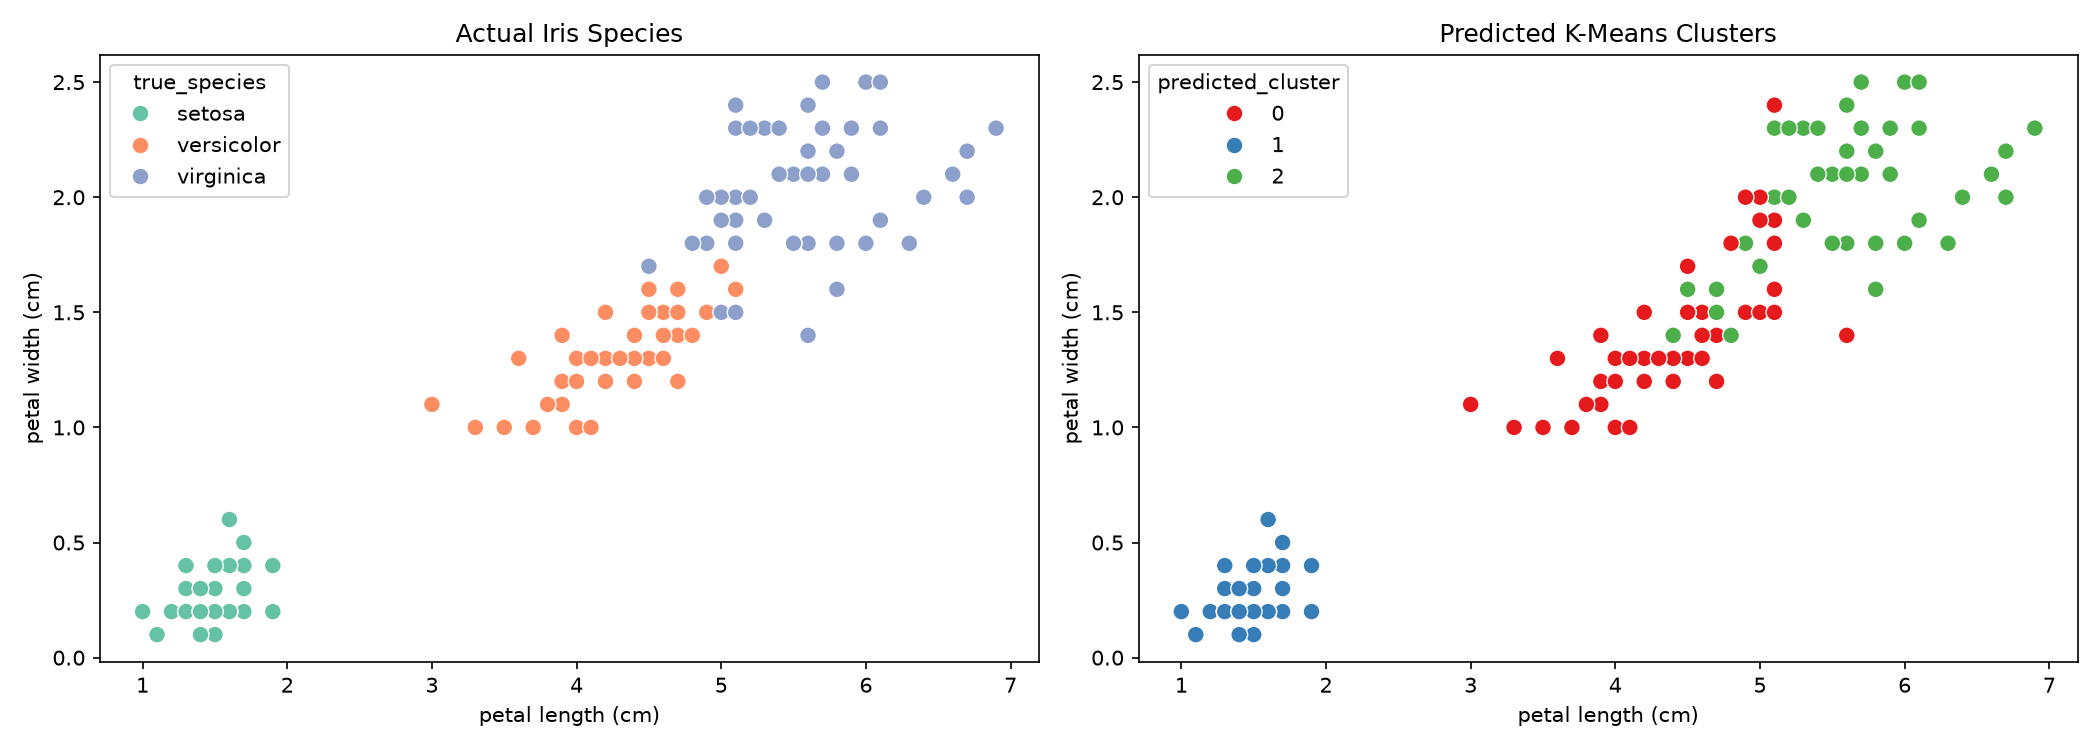 Actual Iris Species
true_species
setosa
versicolor
virginica
2.5
2.0
1.5
1.0
0.5
0.0
petal width (cm)
1 2 3 4 5 6 7
petal length (cm)
Predicted K-Means Clusters
predicted_cluster
0
1
2
2.5
2.0
1.5
1.0
0.5
0.0
petal width (cm)
1 2 3 4 5 6 7
petal length (cm)